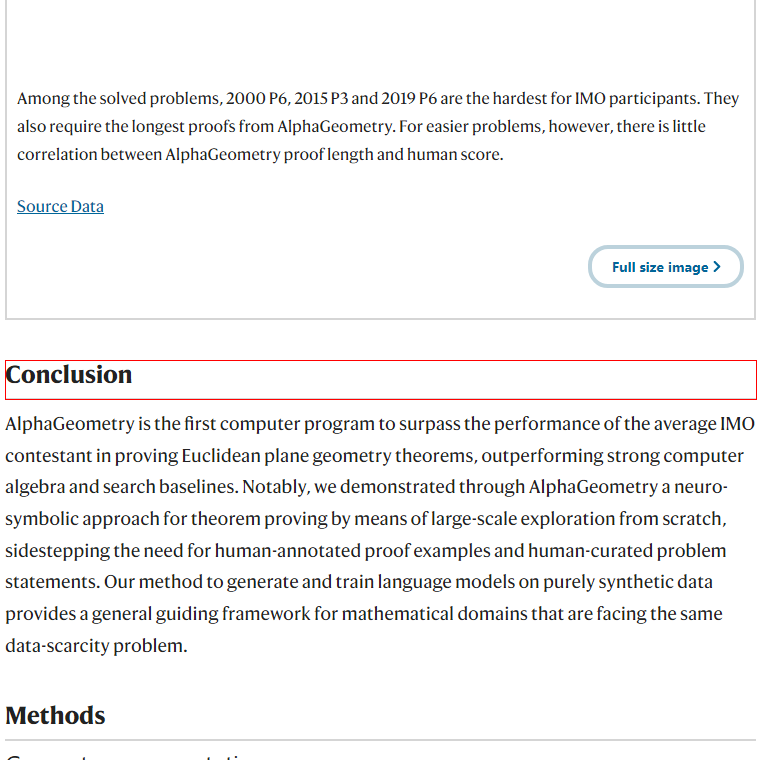 Among the solved problems, 2000 P6, 2015 P3 and 2019 P6 are the hardest for IMO participants. They
also require the longest proofs from AlphaGeometry. For easier problems, however, there is little
correlation between AlphaGeometry proof length and human score.
Source Data
Full size image
Conclusion
AlphaGeometry is the first computer program to surpass the performance of the average IMO
contestant in proving Euclidean plane geometry theorems, outperforming strong computer
algebra and search baselines. Notably, we demonstrated through AlphaGeometry a neuro-
symbolic approach for theorem proving by means of large-scale exploration from scratch,
sidestepping the need for human-annotated proof examples and human-curated problem
statements. Our method to generate and train language models on purely synthetic data
provides a general guiding framework for mathematical domains that are facing the same
data-scarcity problem.
Methods